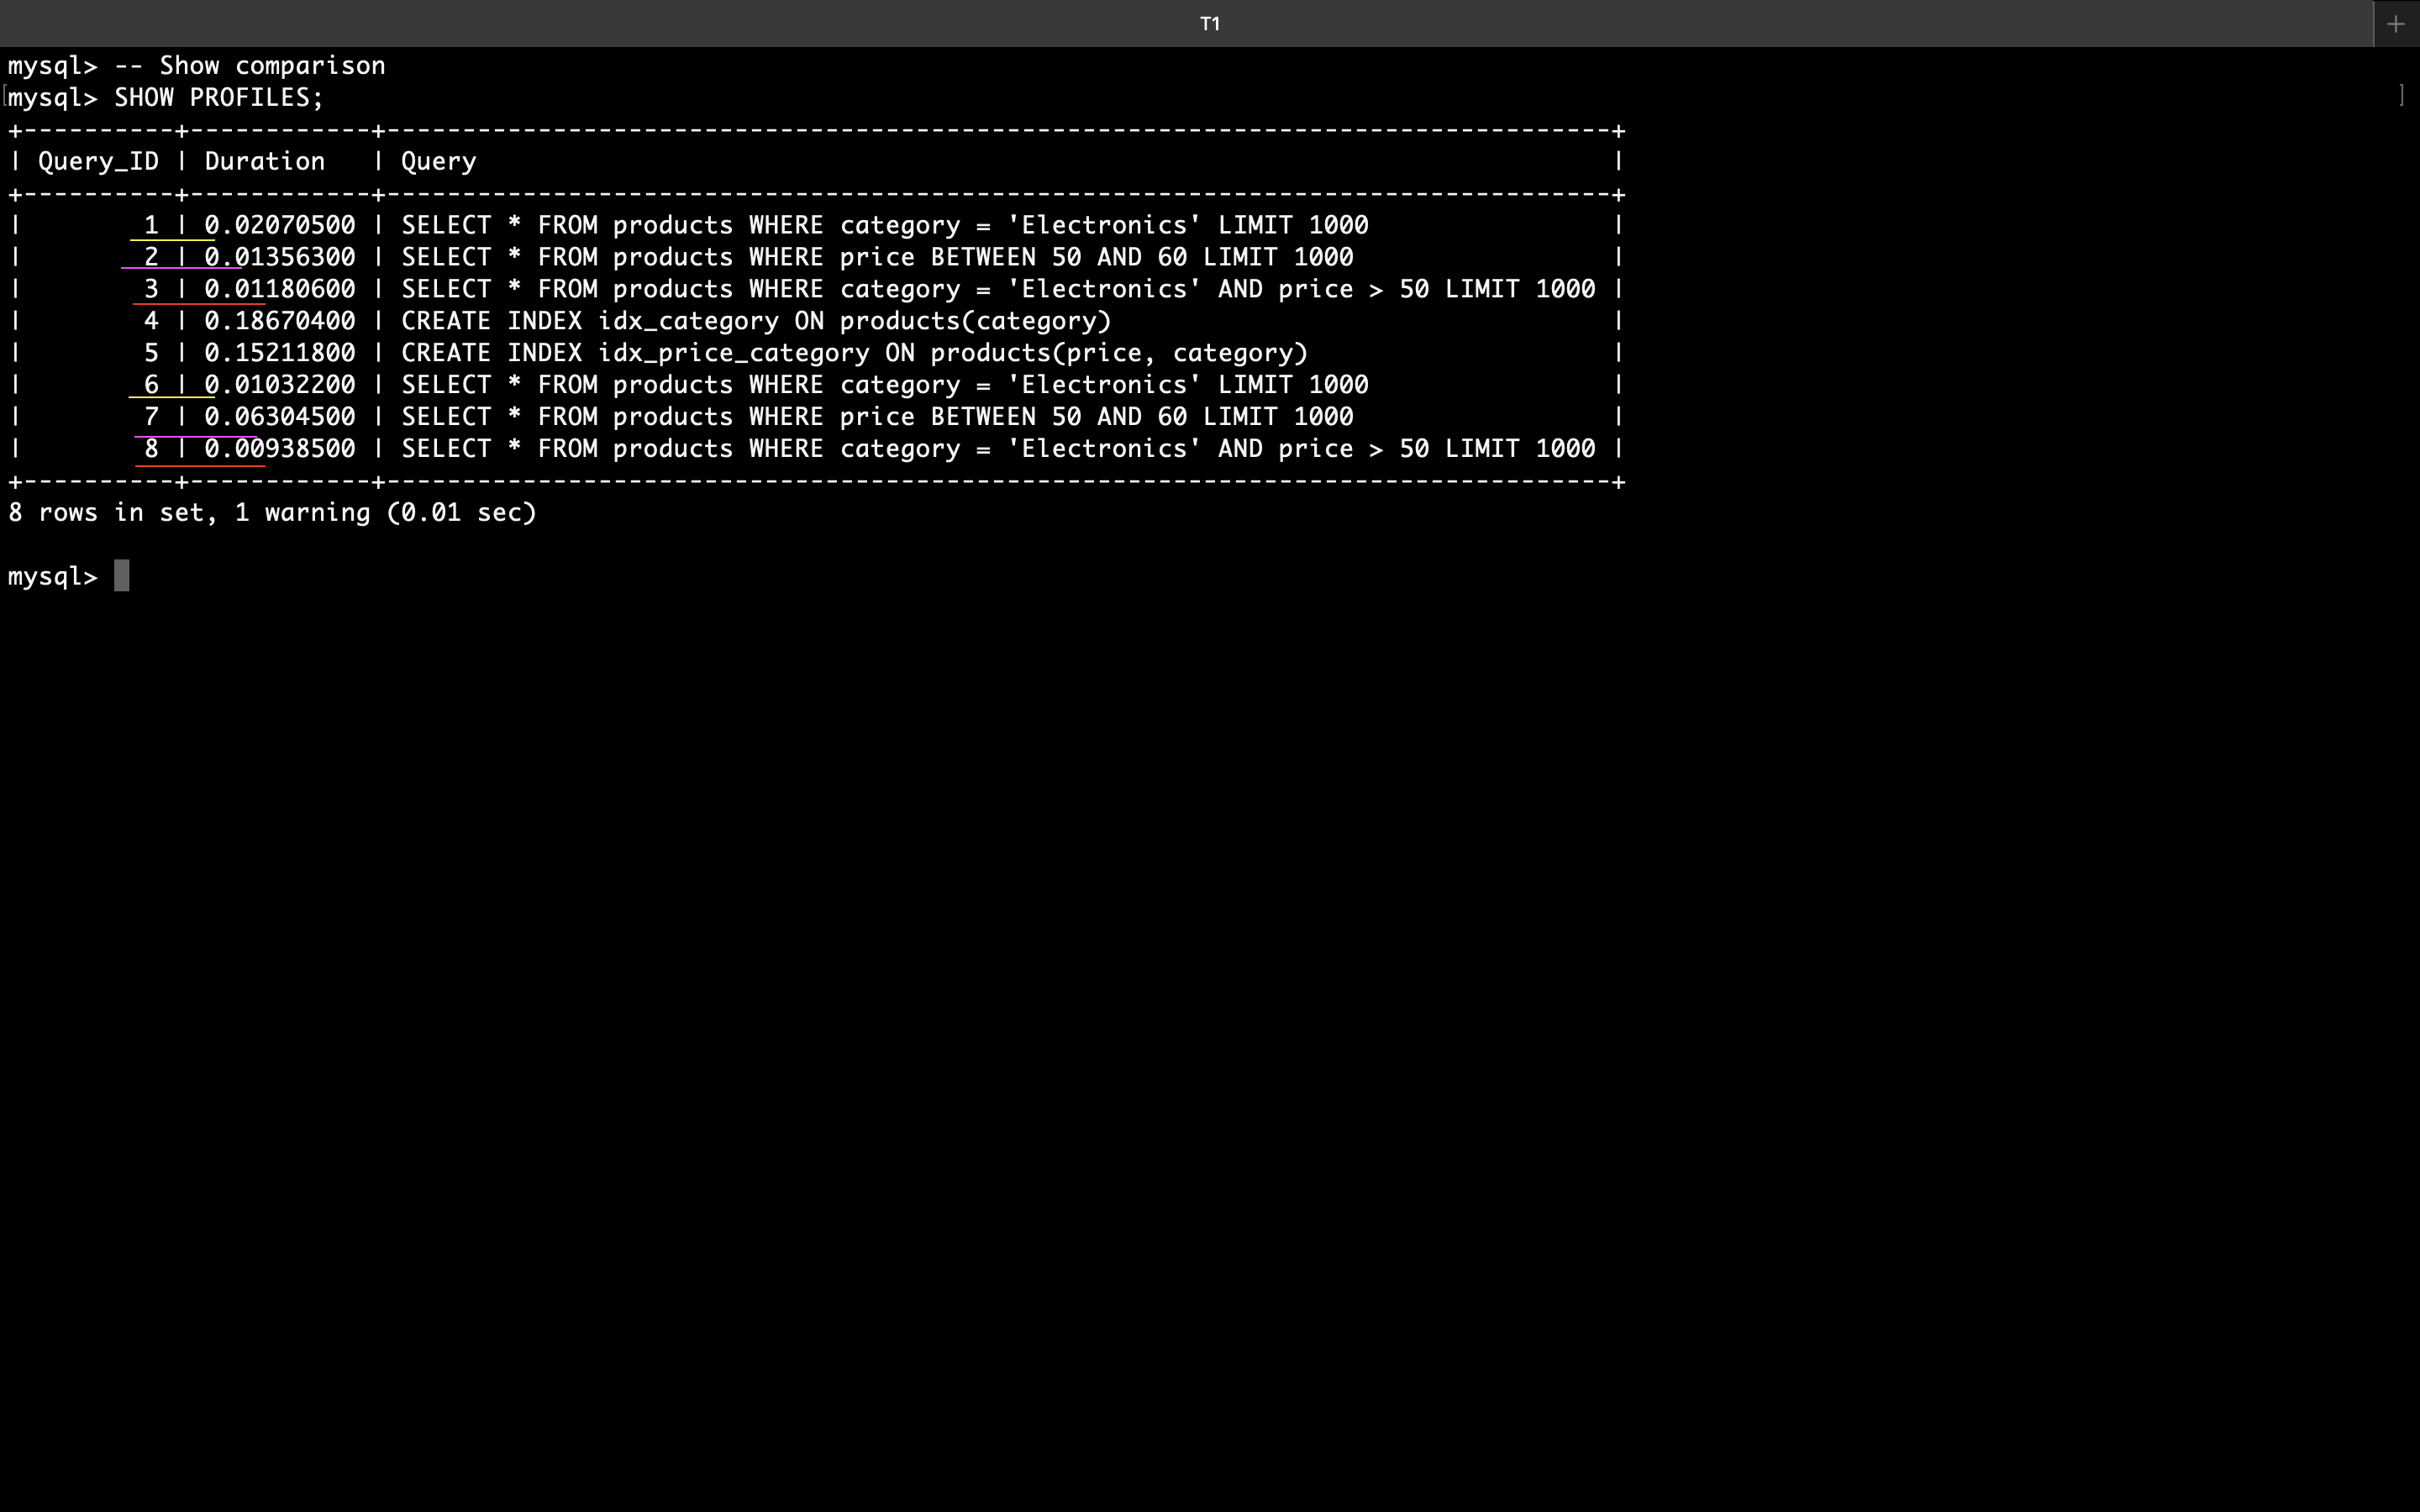 T1
+
mysql> -- Show comparison
[mysql> SHOW PROFILES; ]
+----------+------------+---------------------------------------------------------------------------------+
| Query_ID | Duration   | Query                                                                           |
+----------+------------+---------------------------------------------------------------------------------+
|        1 | 0.02070500 | SELECT * FROM products WHERE category = 'Electronics' LIMIT 1000                |
|        2 | 0.01356300 | SELECT * FROM products WHERE price BETWEEN 50 AND 60 LIMIT 1000                 |
|        3 | 0.01180600 | SELECT * FROM products WHERE category = 'Electronics' AND price > 50 LIMIT 1000 |
|        4 | 0.18670400 | CREATE INDEX idx_category ON products(category)                                 |
|        5 | 0.15211800 | CREATE INDEX idx_price_category ON products(price, category)                    |
|        6 | 0.01032200 | SELECT * FROM products WHERE category = 'Electronics' LIMIT 1000                |
|        7 | 0.06304500 | SELECT * FROM products WHERE price BETWEEN 50 AND 60 LIMIT 1000                 |
|        8 | 0.00938500 | SELECT * FROM products WHERE category = 'Electronics' AND price > 50 LIMIT 1000 |
+----------+------------+---------------------------------------------------------------------------------+
8 rows in set, 1 warning (0.01 sec)
mysql>